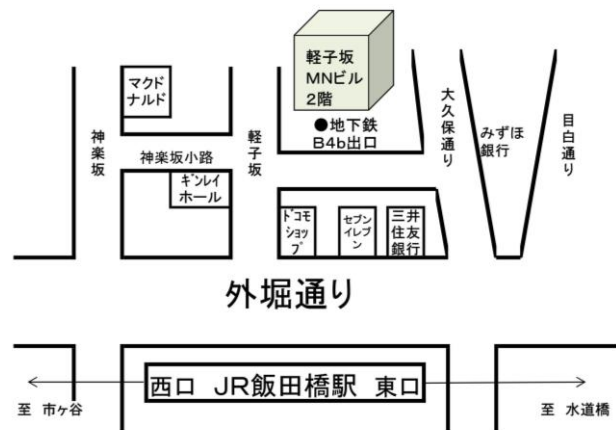 マクド
ナルド
軽子坂
MNビル
2階
●地下鉄
B4b出口
神楽坂
神楽坂小路
軽子坂
大久保通り
みずほ
銀行
目白通り
ギンレイ
ホール
ドコモ
ショッ
プ
セブン
イレブ
ン
三井
住友
銀行
外堀通り
西口 JR飯田橋駅 東口
至 市ヶ谷
至 水道橋